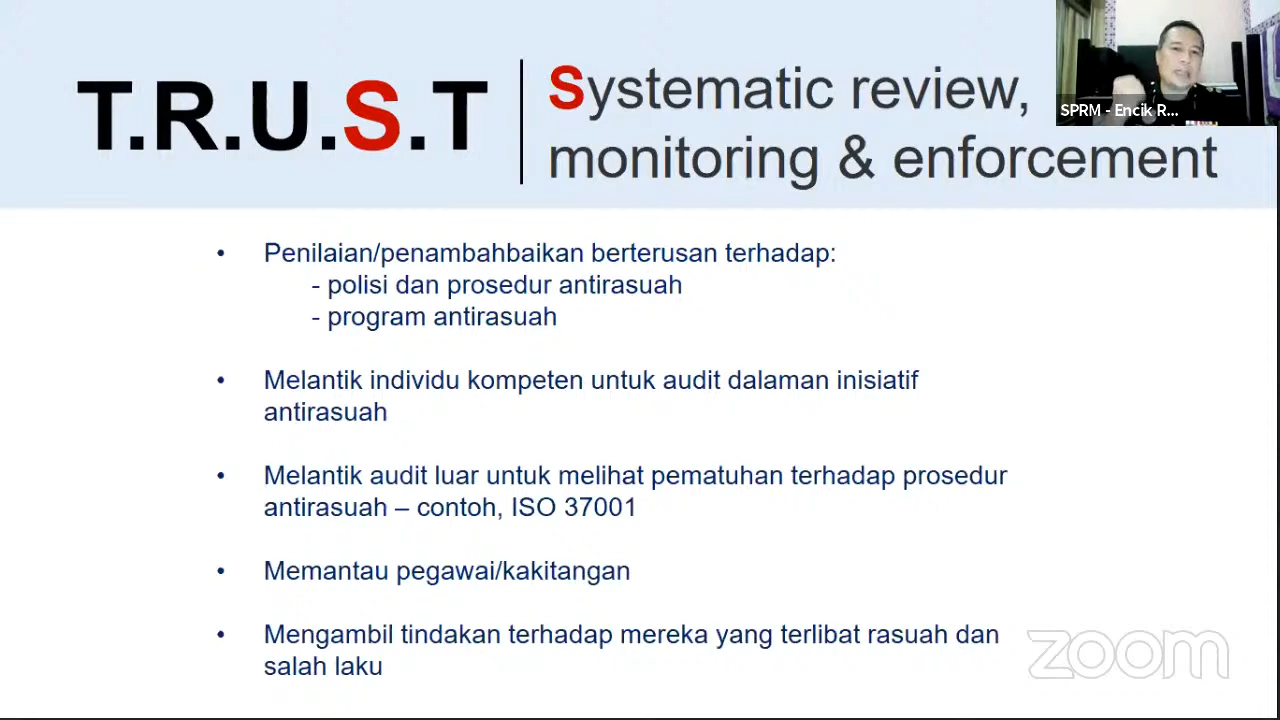 T.R.U.S.T
Systematic review,
monitoring & enforcement
SPRM - Encik R...
• Penilaian/penambahbaikan berterusan terhadap:
- polisi dan prosedur antirasuah
- program antirasuah
• Melantik individu kompeten untuk audit dalaman inisiatif
antirasuah
• Melantik audit luar untuk melihat pematuhan terhadap prosedur
antirasuah – contoh, ISO 37001
• Memantau pegawai/kakitangan
• Mengambil tindakan terhadap mereka yang terlibat rasuah dan
salah laku
zoom